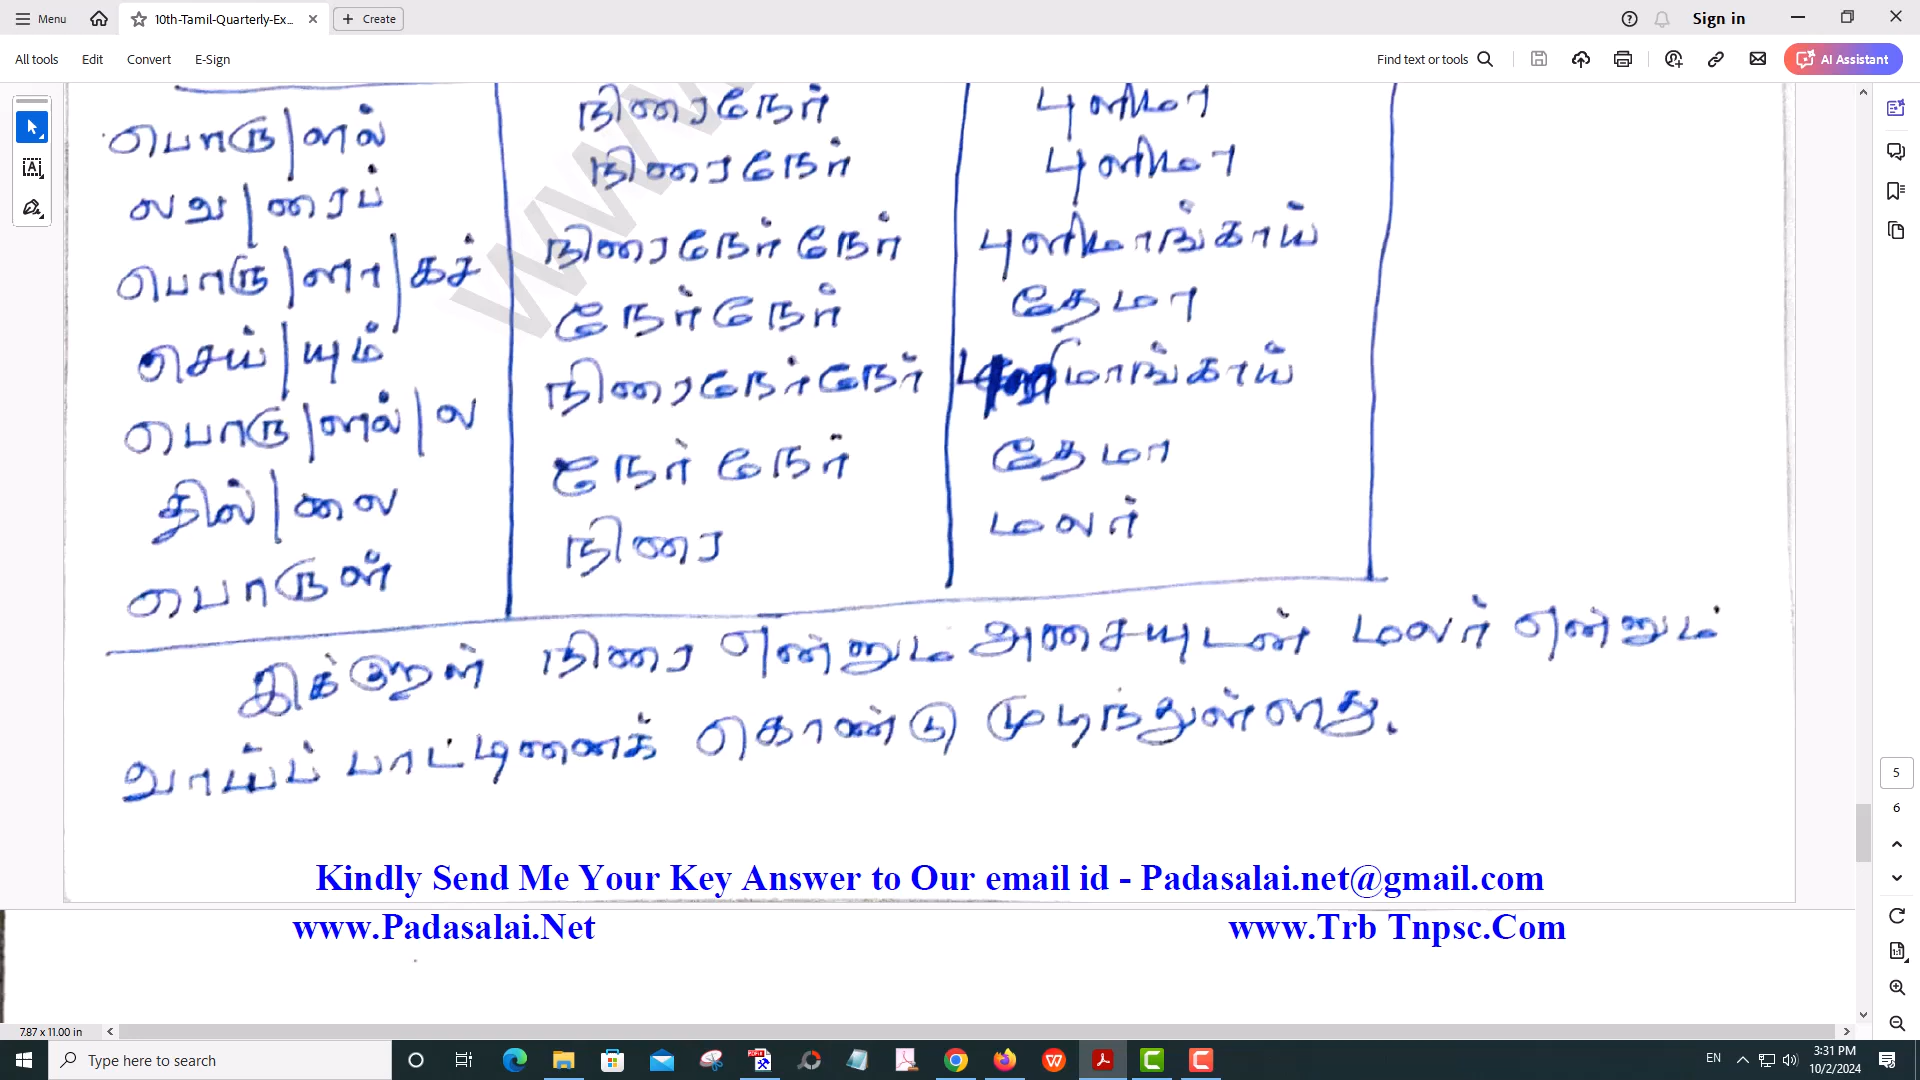 Menu 10th-Tamil-Quarterly-Ex... Create Sign in
All tools Edit Convert E-Sign Find text or tools AI Assistant
நிரைநேர் புளிமா
பொரு|ளல் நிரைநேர் புளிமா
லவ|ரைப் நிரைநேர் நேர் புளிமாங்காய்
பொரு|ளா|கச் நேர் நேர் தேமா
செய்|யும் நிரைநேர்நேர் மாங்காய்
பொரு|ளல்|ல நேர் நேர் தேமா
தில்|லை நிரை மலர்
பொருள்
இக்குறள் நிரை என்னும் அசையுடன் மலர் என்னும்
வாய்ப் பாட்டினைக் கொண்டு முடிந்துள்ளது.
Kindly Send Me Your Key Answer to Our email id - Padasalai.net@gmail.com
www.Padasalai.Net www.Trb Tnpsc.Com
5
6
7.87 x 11.00 in
Type here to search EN 3:31 PM
10/2/2024